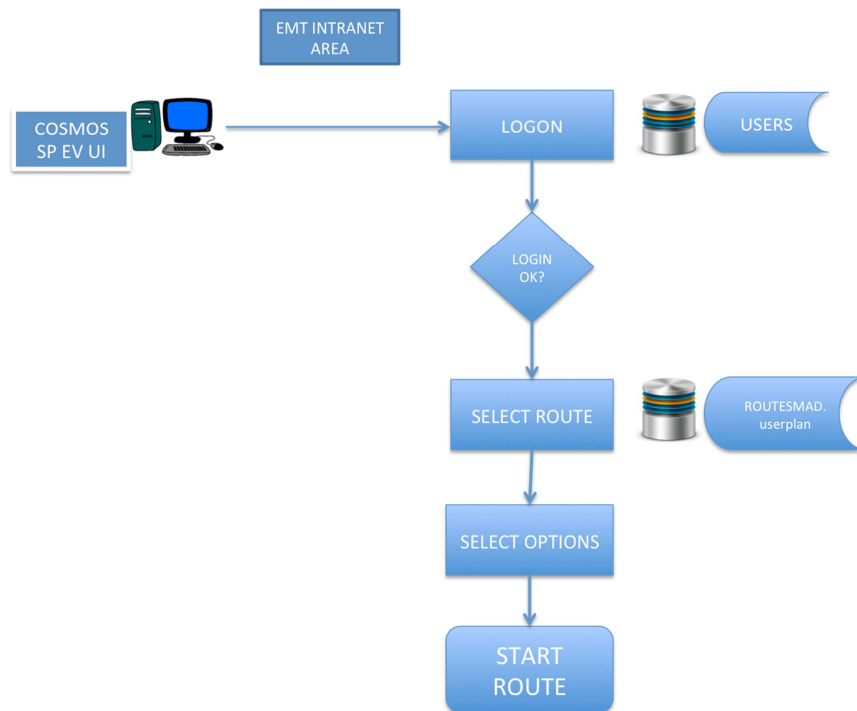 EMT INTRANET
AREA
COSMOS
SP EV UI
LOGON
USERS
LOGIN
OK?
SELECT ROUTE
ROUTESMAD.
userplan
SELECT OPTIONS
START
ROUTE